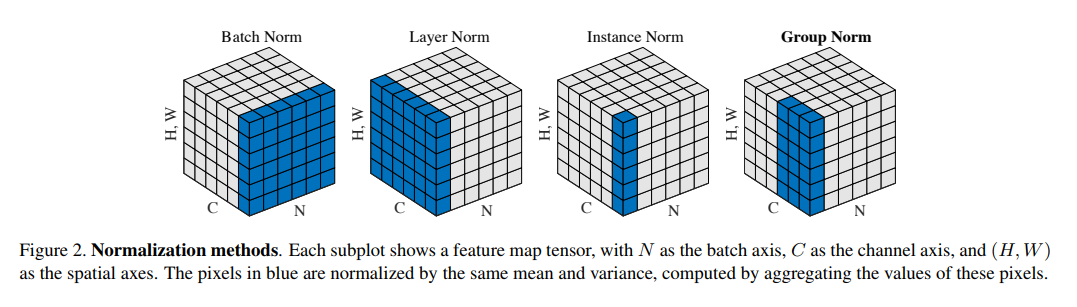 Batch Norm
Layer Norm
Instance Norm
Group Norm
H, W
C
N
H, W
C
N
H, W
C
N
H, W
C
N
Figure 2. Normalization methods. Each subplot shows a feature map tensor, with N as the batch axis, C as the channel axis, and (H, W)
as the spatial axes. The pixels in blue are normalized by the same mean and variance, computed by aggregating the values of these pixels.